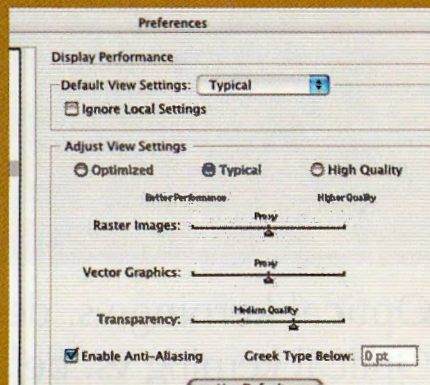 Preferences
Display Performance
Default View Settings: Typical
Ignore Local Settings
Adjust View Settings
Optimized Typical High Quality
Better Performance Higher Quality
Proxy
Raster Images:
Proxy
Vector Graphics:
Medium Quality
Transparency:
Enable Anti-Aliasing Greek Type Below: 0 pt